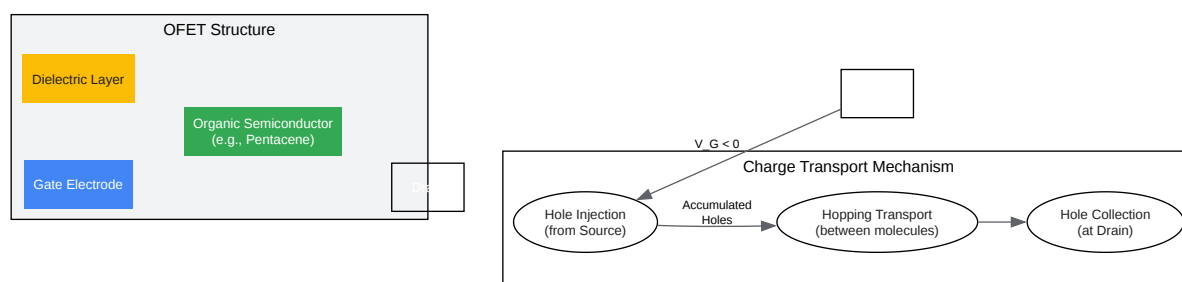 OFET Structure
Dielectric Layer
Organic Semiconductor
(e.g., Pentacene)
Gate Electrode
V_G < 0
Charge Transport Mechanism
Hole Injection
(from Source)
Accumulated
Holes
Hopping Transport
(between molecules)
Hole Collection
(at Drain)